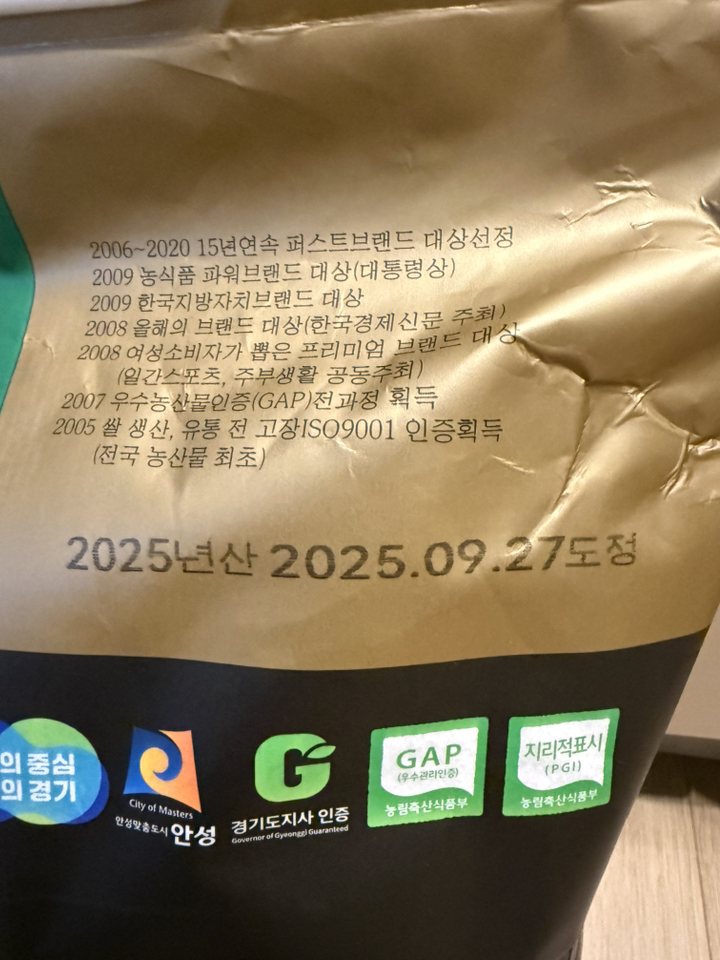 2006~2020 15년연속 퍼스트브랜드 대상선정
2009 농식품 파워브랜드 대상(대통령상)
2009 한국지방자치브랜드 대상
2008 올해의 브랜드 대상(한국경제신문 주최)
2008 여성소비자가 뽑은 프리미엄 브랜드 대상
(일간스포츠, 주부생활 공동주최)
2007 우수농산물인증(GAP)전과정 획득
2005 쌀 생산, 유통 전 고장ISO9001 인증획득
(전국 농산물 최초)
2025년산 2025.09.27도정
의 중심
의 경기
City of Masters
안성맞춤도시 안성
경기도지사 인증
Governor of Gyeonggi Guaranteed
GAP
(우수관리인증)
농림축산식품부
지리적표시
(PGI)
농림축산식품부